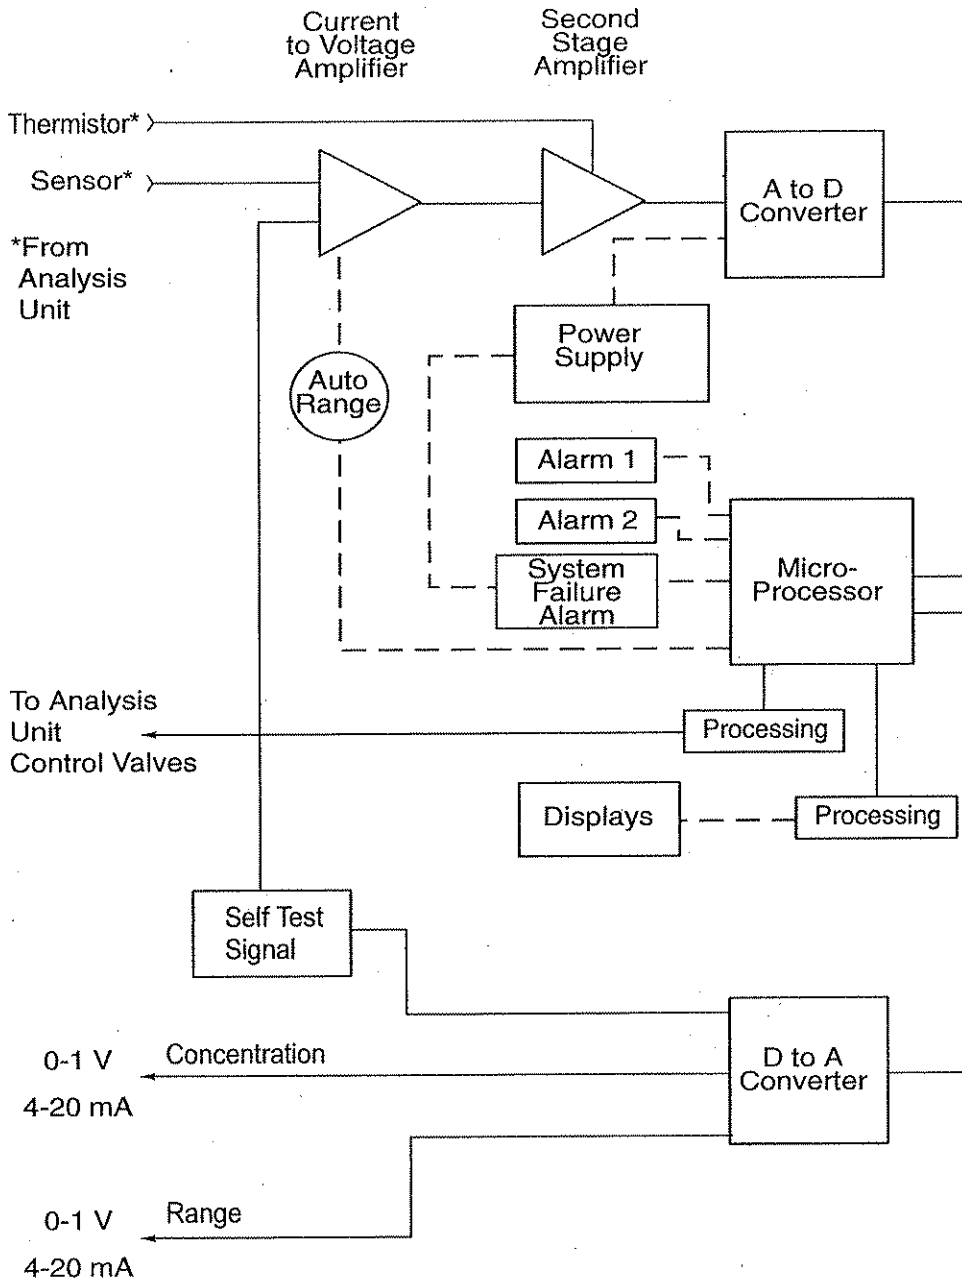 Current
to Voltage
Amplifier
Second
Stage
Amplifier
Thermistor*
Sensor*
*From
Analysis
Unit
A to D
Converter
Power
Supply
Auto
Range
Alarm 1
Alarm 2
System
Failure
Alarm
Micro-
Processor
To Analysis
Unit
Control Valves
Processing
Displays
Processing
Self Test
Signal
D to A
Converter
0-1 V
4-20 mA
Concentration
0-1 V
4-20 mA
Range